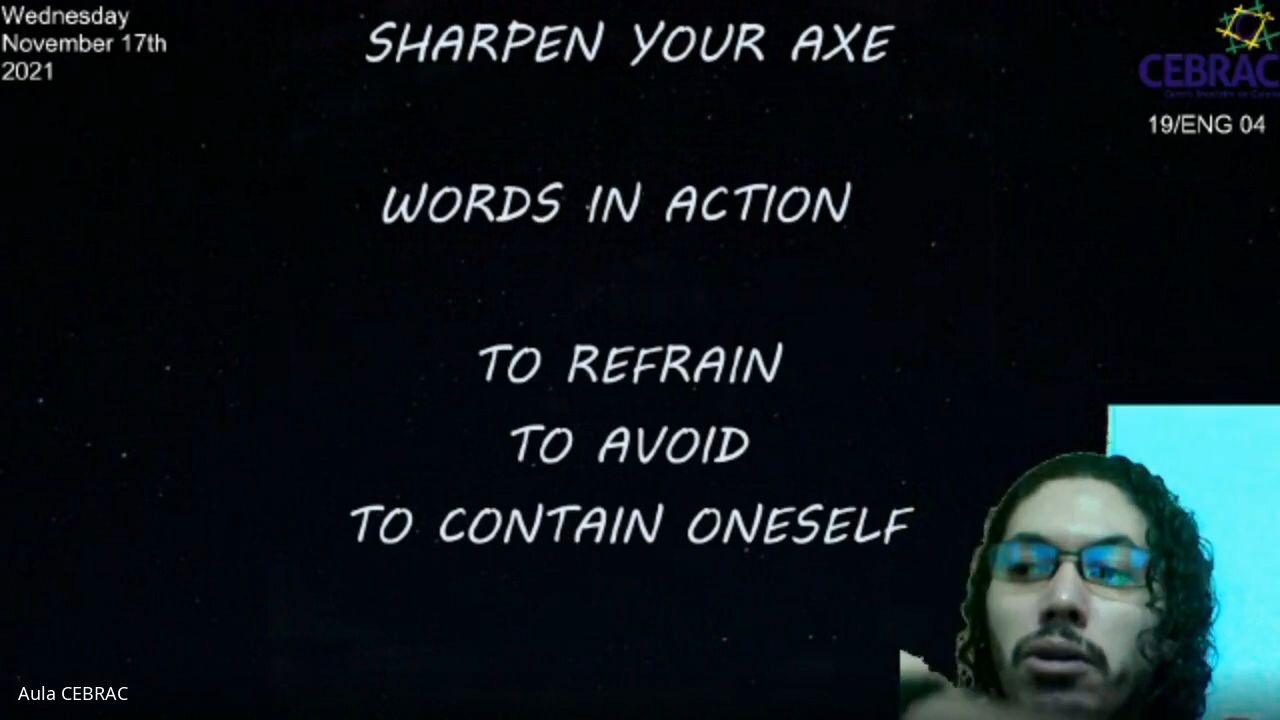 Wednesday
November 17th
2021
SHARPEN YOUR AXE
CEBRAC
19/ENG 04
WORDS IN ACTION
TO REFRAIN
TO AVOID
TO CONTAIN ONESELF
Aula CEBRAC